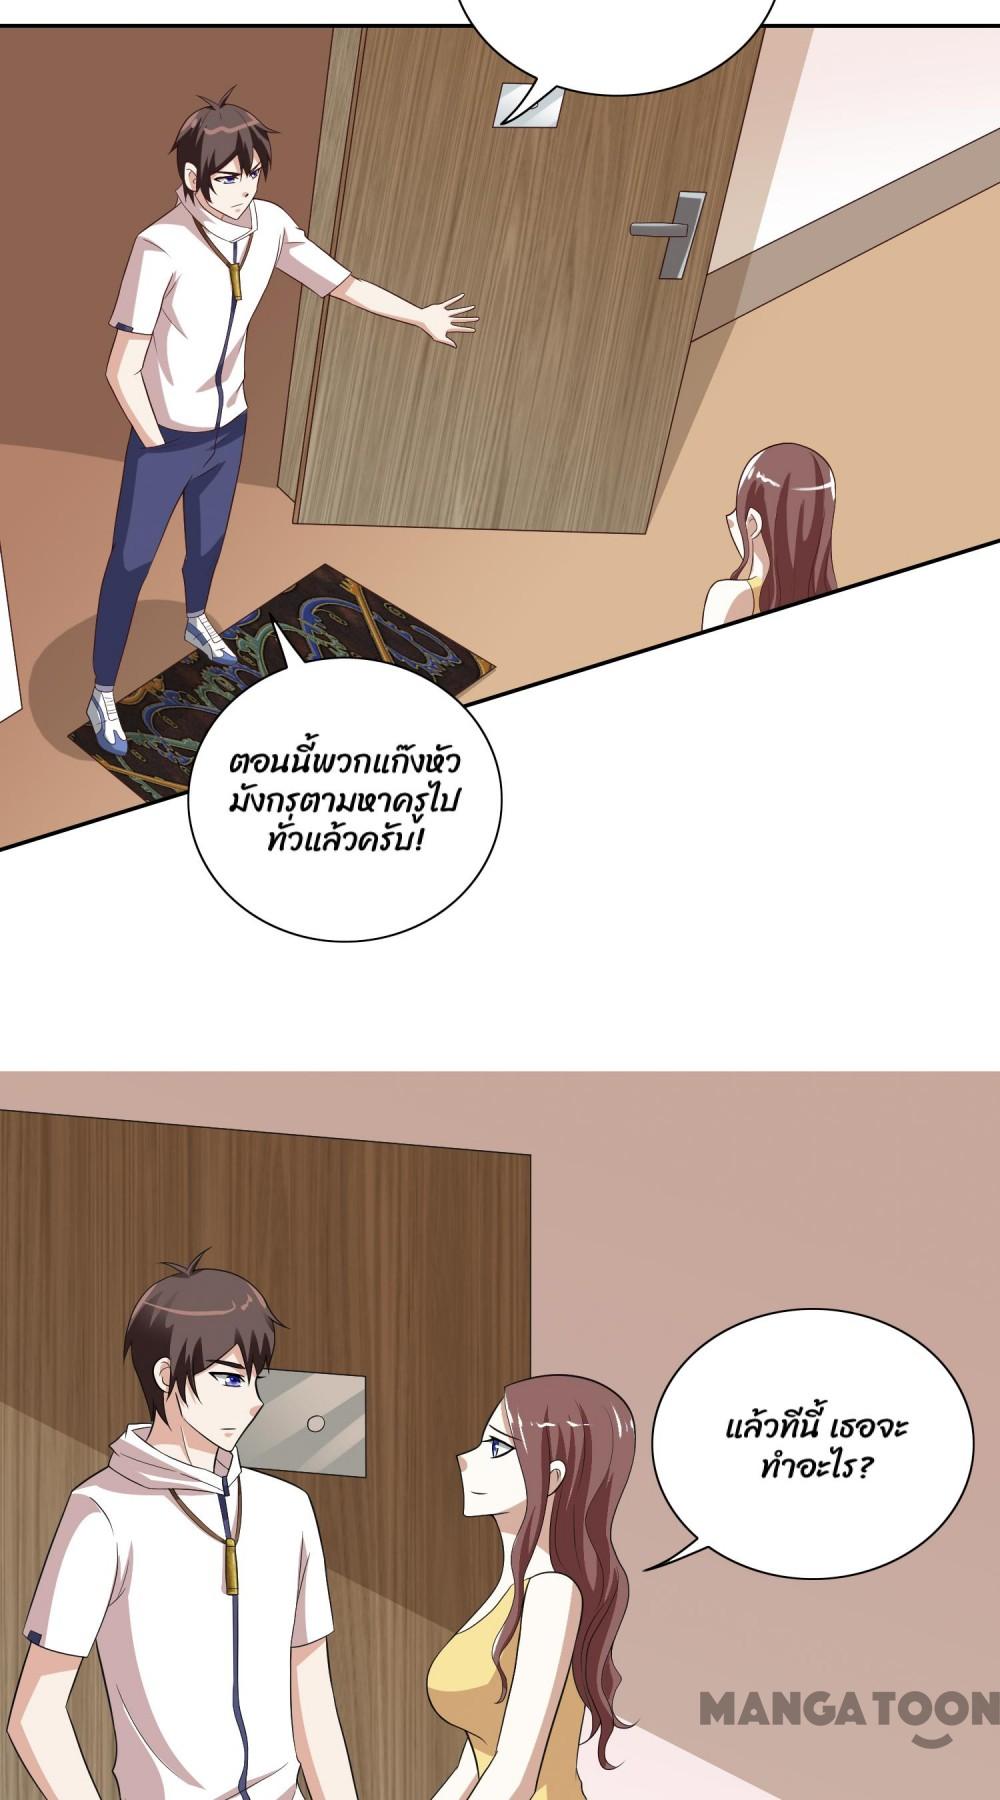 ตอนนี้พวกแก๊งหัว
มังกรตามหาครูไป
ทั่วแล้วครับ!
แล้วทีนี้ เธอจะ
ทำอะไร?
MANGATOON